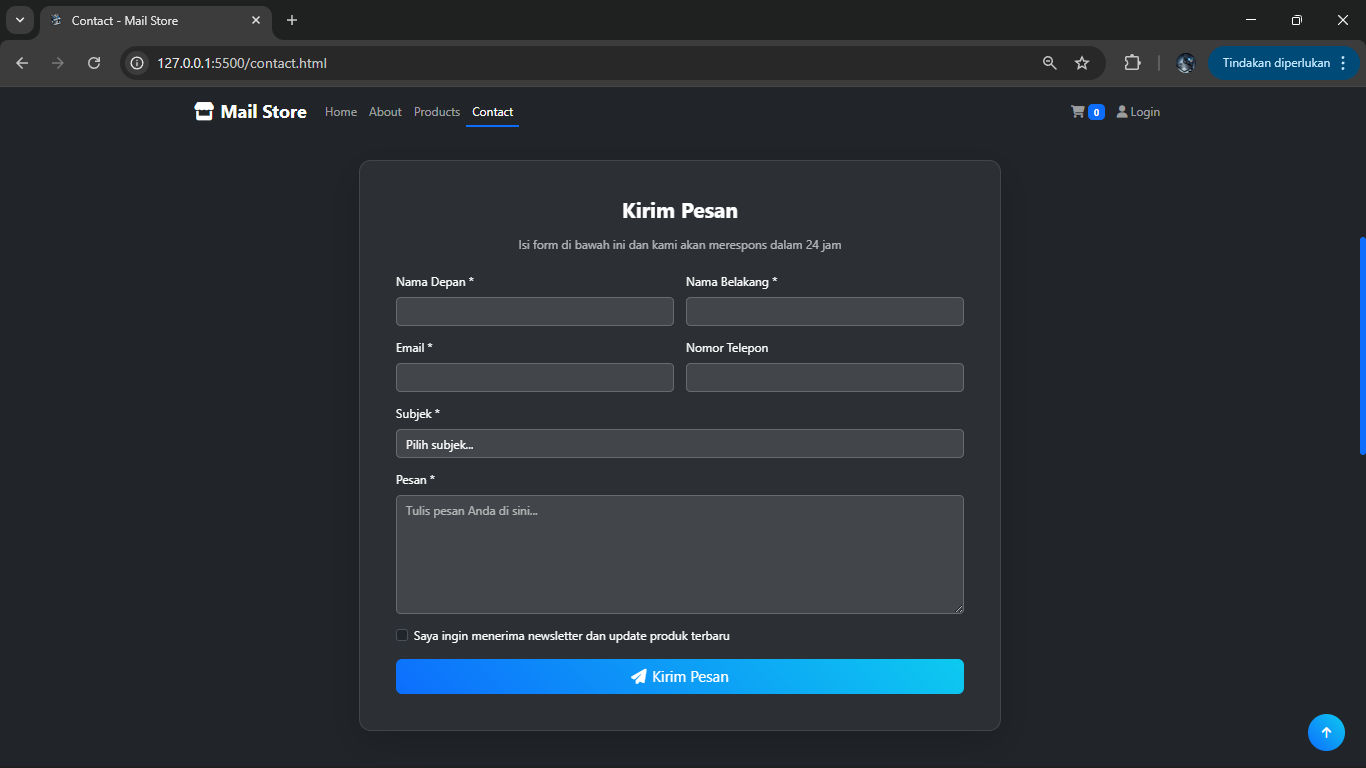 Contact - Mail Store
127.0.0.1:5500/contact.html
Tindakan diperlukan
Mail Store Home About Products Contact 0 Login
Kirim Pesan
Isi form di bawah ini dan kami akan merespons dalam 24 jam
Nama Depan * Nama Belakang *
Email * Nomor Telepon
Subjek *
Pilih subjek...
Pesan *
Tulis pesan Anda di sini...
Saya ingin menerima newsletter dan update produk terbaru
Kirim Pesan